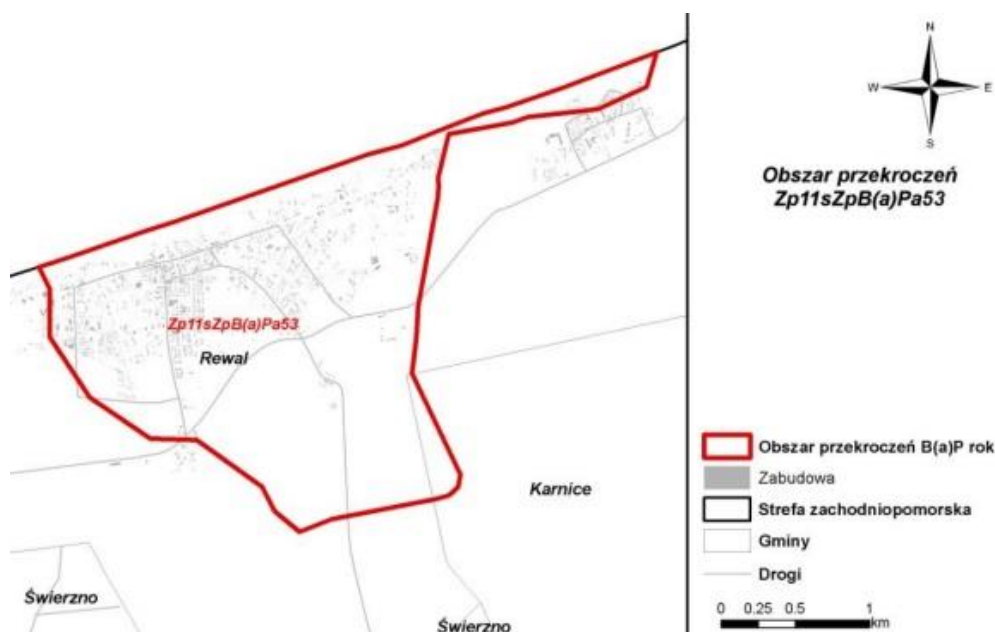 N
W E
S
Obszar przekroczeń
Zp11sZpB(a)Pa53
Zp11sZpB(a)Pa53
Rewal
Karnice
Świerzno
Świerzno
Obszar przekroczeń B(a)P rok
Zabudowa
Strefa zachodniopomorska
Gminy
Drogi
0 0.25 0.5 1
km